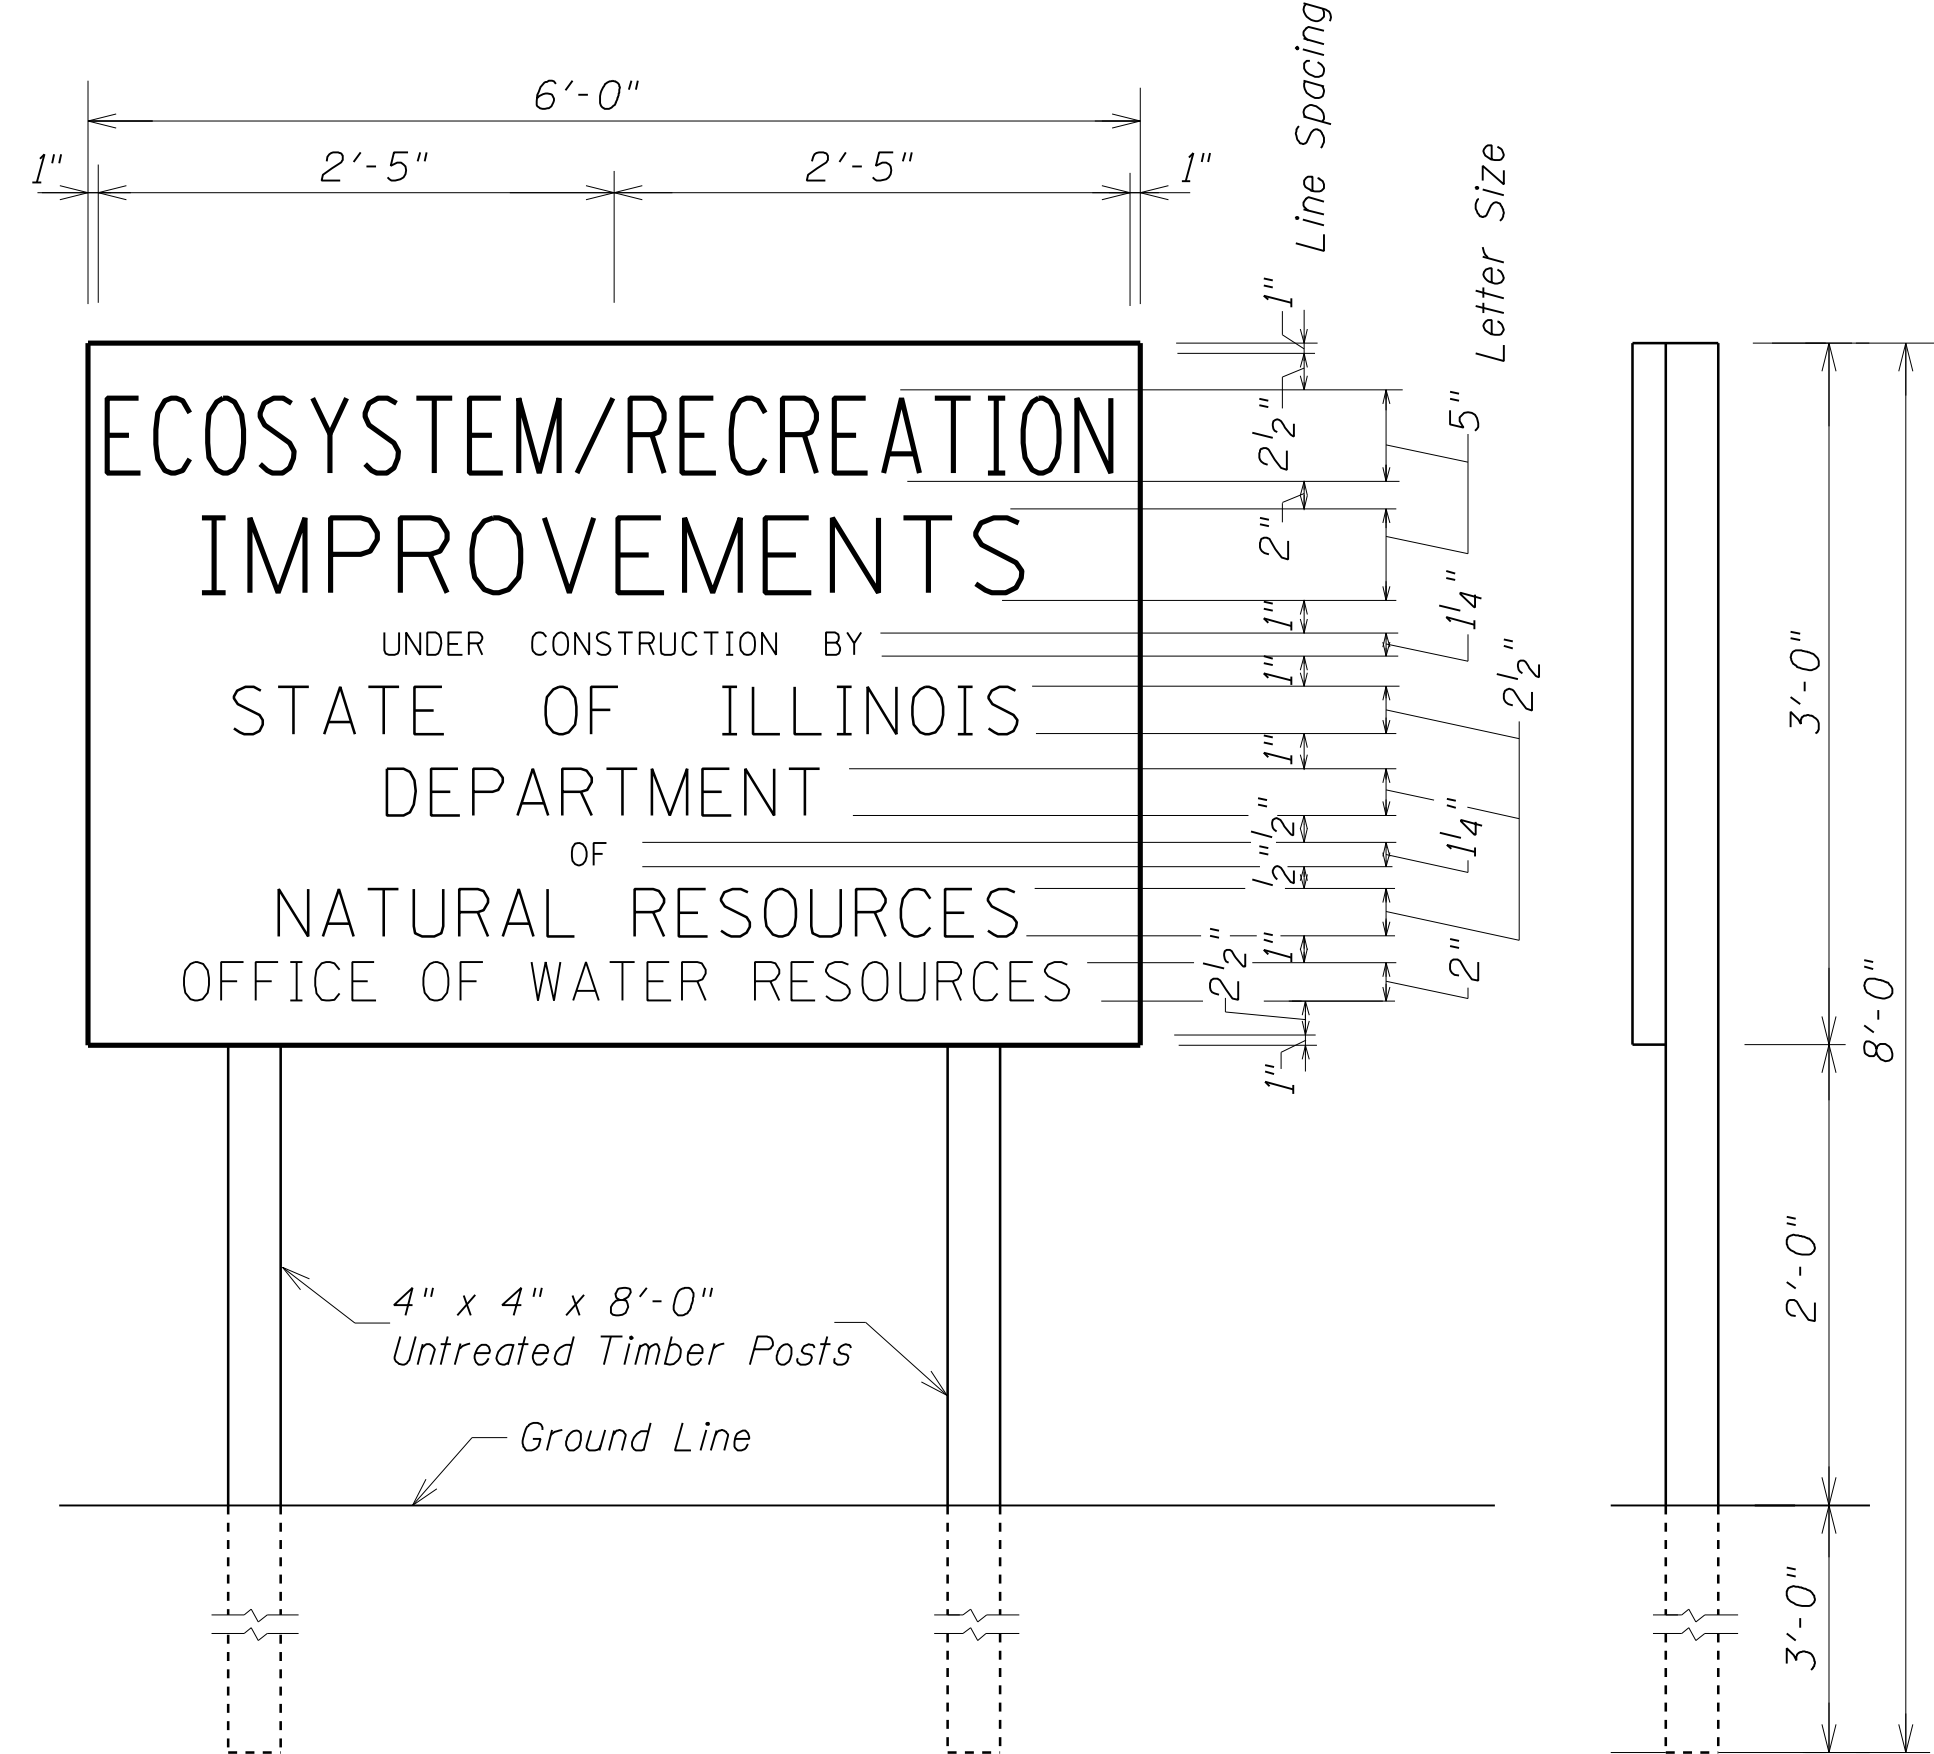 6'-0"
1" 2'-5" 2'-5" 1"
Line Spacing
Letter Size
ECOSYSTEM/RECREATION
IMPROVEMENTS
UNDER CONSTRUCTION BY
STATE OF ILLINOIS
DEPARTMENT
OF
NATURAL RESOURCES
OFFICE OF WATER RESOURCES
1"
2½"
2"
1"
1"
1"
½"
½"
1"
2½"
1"
5"
1¼"
2½"
1¼"
2"
3'-0"
8'-0"
2'-0"
3'-0"
4" x 4" x 8'-0"
Untreated Timber Posts
Ground Line